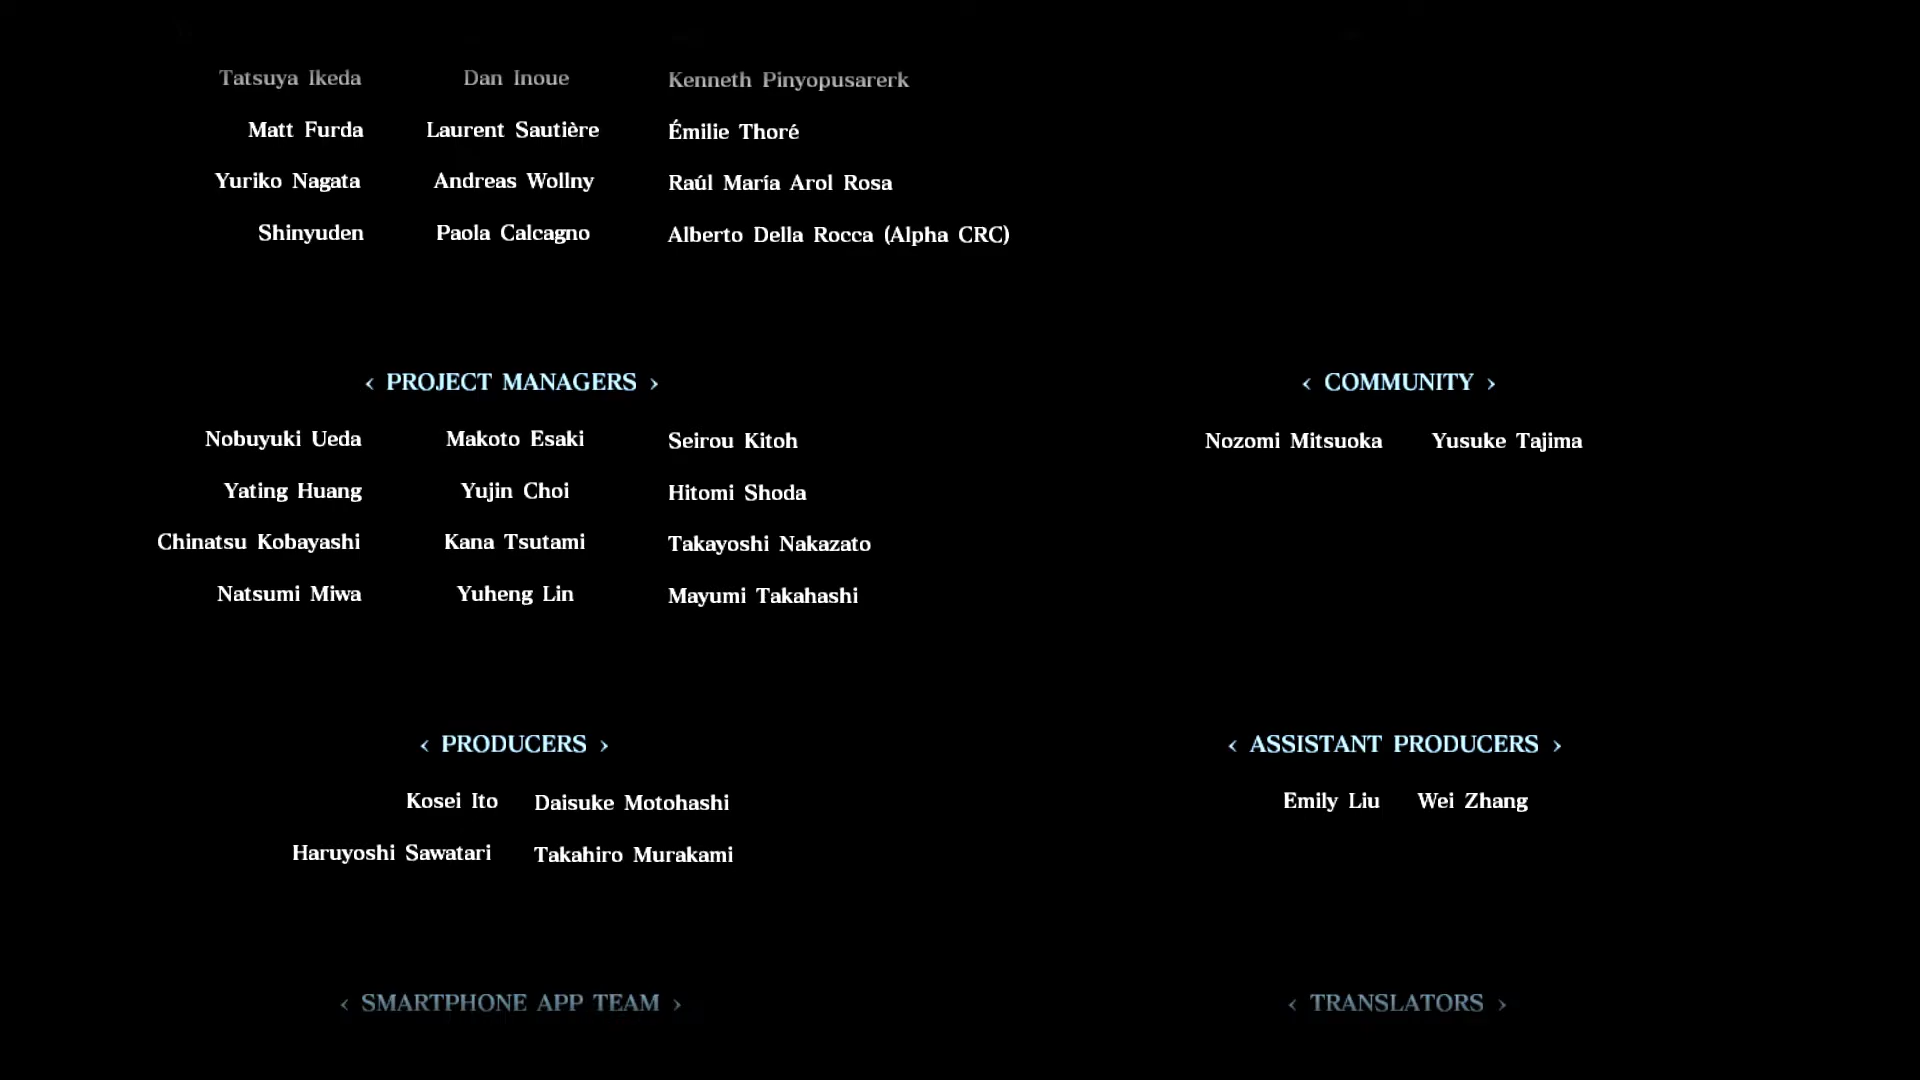 Tatsuya Ikeda Dan Inoue Kenneth Pinyopusarerk
Matt Furda Laurent Sautière Émilie Thoré
Yuriko Nagata Andreas Wollny Raúl María Arol Rosa
Shinyuden Paola Calcagno Alberto Della Rocca (Alpha CRC)
‹ PROJECT MANAGERS ›
Nobuyuki Ueda Makoto Esaki Seirou Kitoh
Yating Huang Yujin Choi Hitomi Shoda
Chinatsu Kobayashi Kana Tsutami Takayoshi Nakazato
Natsumi Miwa Yuheng Lin Mayumi Takahashi
‹ COMMUNITY ›
Nozomi Mitsuoka Yusuke Tajima
‹ PRODUCERS ›
Kosei Ito Daisuke Motohashi
Haruyoshi Sawatari Takahiro Murakami
‹ ASSISTANT PRODUCERS ›
Emily Liu Wei Zhang
‹ SMARTPHONE APP TEAM ›
‹ TRANSLATORS ›